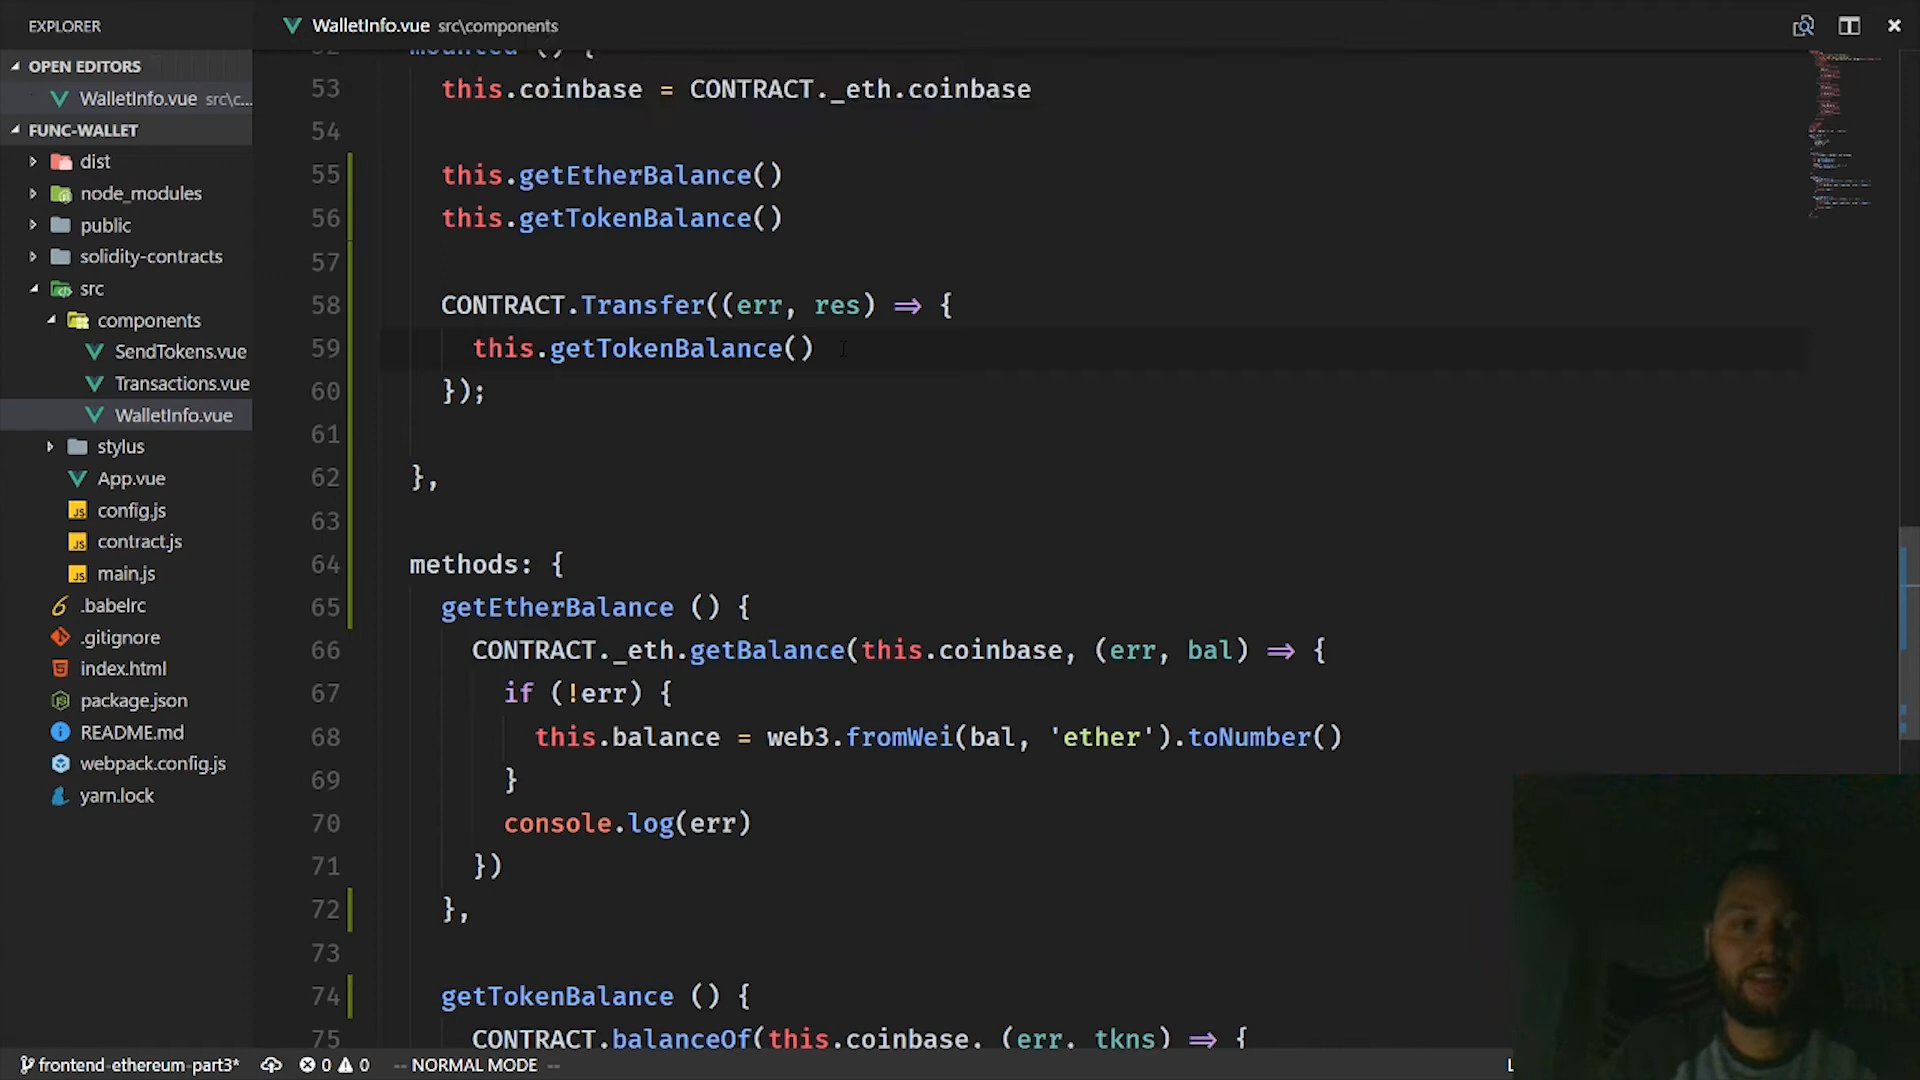 EXPLORER
OPEN EDITORS
WalletInfo.vue src\c...
FUNC-WALLET
dist
node_modules
public
solidity-contracts
src
components
SendTokens.vue
Transactions.vue
WalletInfo.vue
stylus
App.vue
config.js
contract.js
main.js
.babelrc
.gitignore
index.html
package.json
README.md
webpack.config.js
yarn.lock
WalletInfo.vue src\components
52 mounted () {
53 this.coinbase = CONTRACT._eth.coinbase
54
55 this.getEtherBalance()
56 this.getTokenBalance()
57
58 CONTRACT.Transfer((err, res) => {
59 this.getTokenBalance()
60 });
61
62 },
63
64 methods: {
65 getEtherBalance () {
66 CONTRACT._eth.getBalance(this.coinbase, (err, bal) => {
67 if (!err) {
68 this.balance = web3.fromWei(bal, 'ether').toNumber()
69 }
70 console.log(err)
71 })
72 },
73
74 getTokenBalance () {
75 CONTRACT.balanceOf(this.coinbase, (err, tkns) => {
frontend-ethereum-part3* 0 0 -- NORMAL MODE --